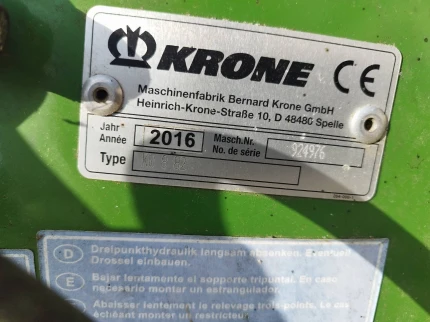 KRONE CE
Maschinenfabrik Bernard Krone GmbH
Heinrich-Krone-Straße 10, D 48480 Spelle
Jahr
Année 2016 Masch.Nr.
No. de série 924976
Type
D Dreipunkthydraulik langsam absenken. Eventuell
Drossel einbauen.
E Bajar lentamente el soporte tripuntal. En caso
necesario montar un estrangulador.
Abaisser lentement le relevage trois-points. Le cas
échéant montar un restricteur.